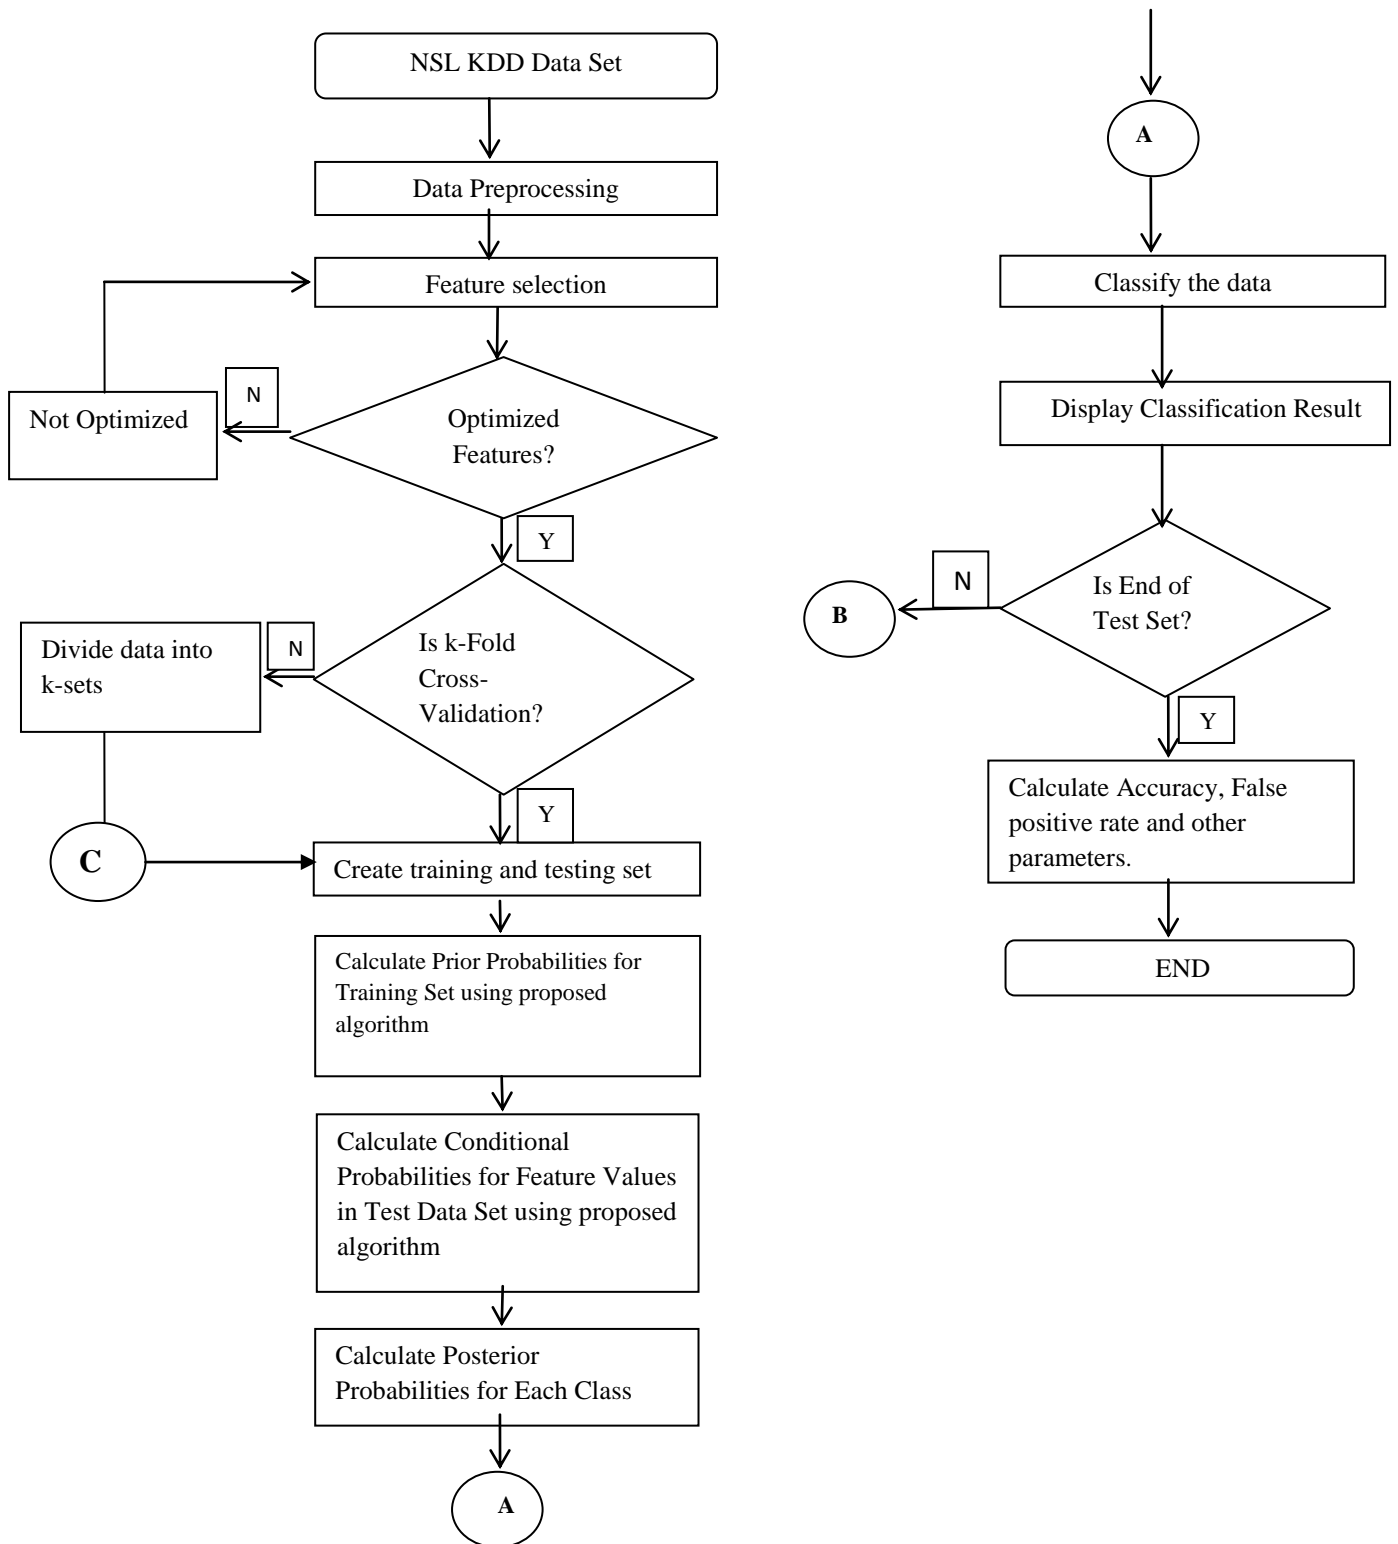 NSL KDD Data Set
Data Preprocessing
Feature selection
Optimized
Features?
N
Not Optimized
Y
Is k-Fold
Cross-
Validation?
N
Divide data into
k-sets
Y
C
Create training and testing set
Calculate Prior Probabilities for
Training Set using proposed
algorithm
Calculate Conditional
Probabilities for Feature Values
in Test Data Set using proposed
algorithm
Calculate Posterior
Probabilities for Each Class
A
A
Classify the data
Display Classification Result
Is End of
Test Set?
N
B
Y
Calculate Accuracy, False
positive rate and other
parameters.
END